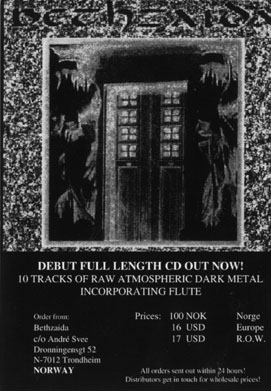 BETHZAIDA
DEBUT FULL LENGTH CD OUT NOW!
10 TRACKS OF RAW ATMOSPHERIC DARK METAL
INCORPORATING FLUTE
Order from:
Bethzaida
c/o André Svee
Dronningensgt 52
N-7012 Trondheim
NORWAY
Prices: 100 NOK Norge
16 USD Europe
17 USD R.O.W.
All orders sent out within 24 hours!
Distributors get in touch for wholesale prices!